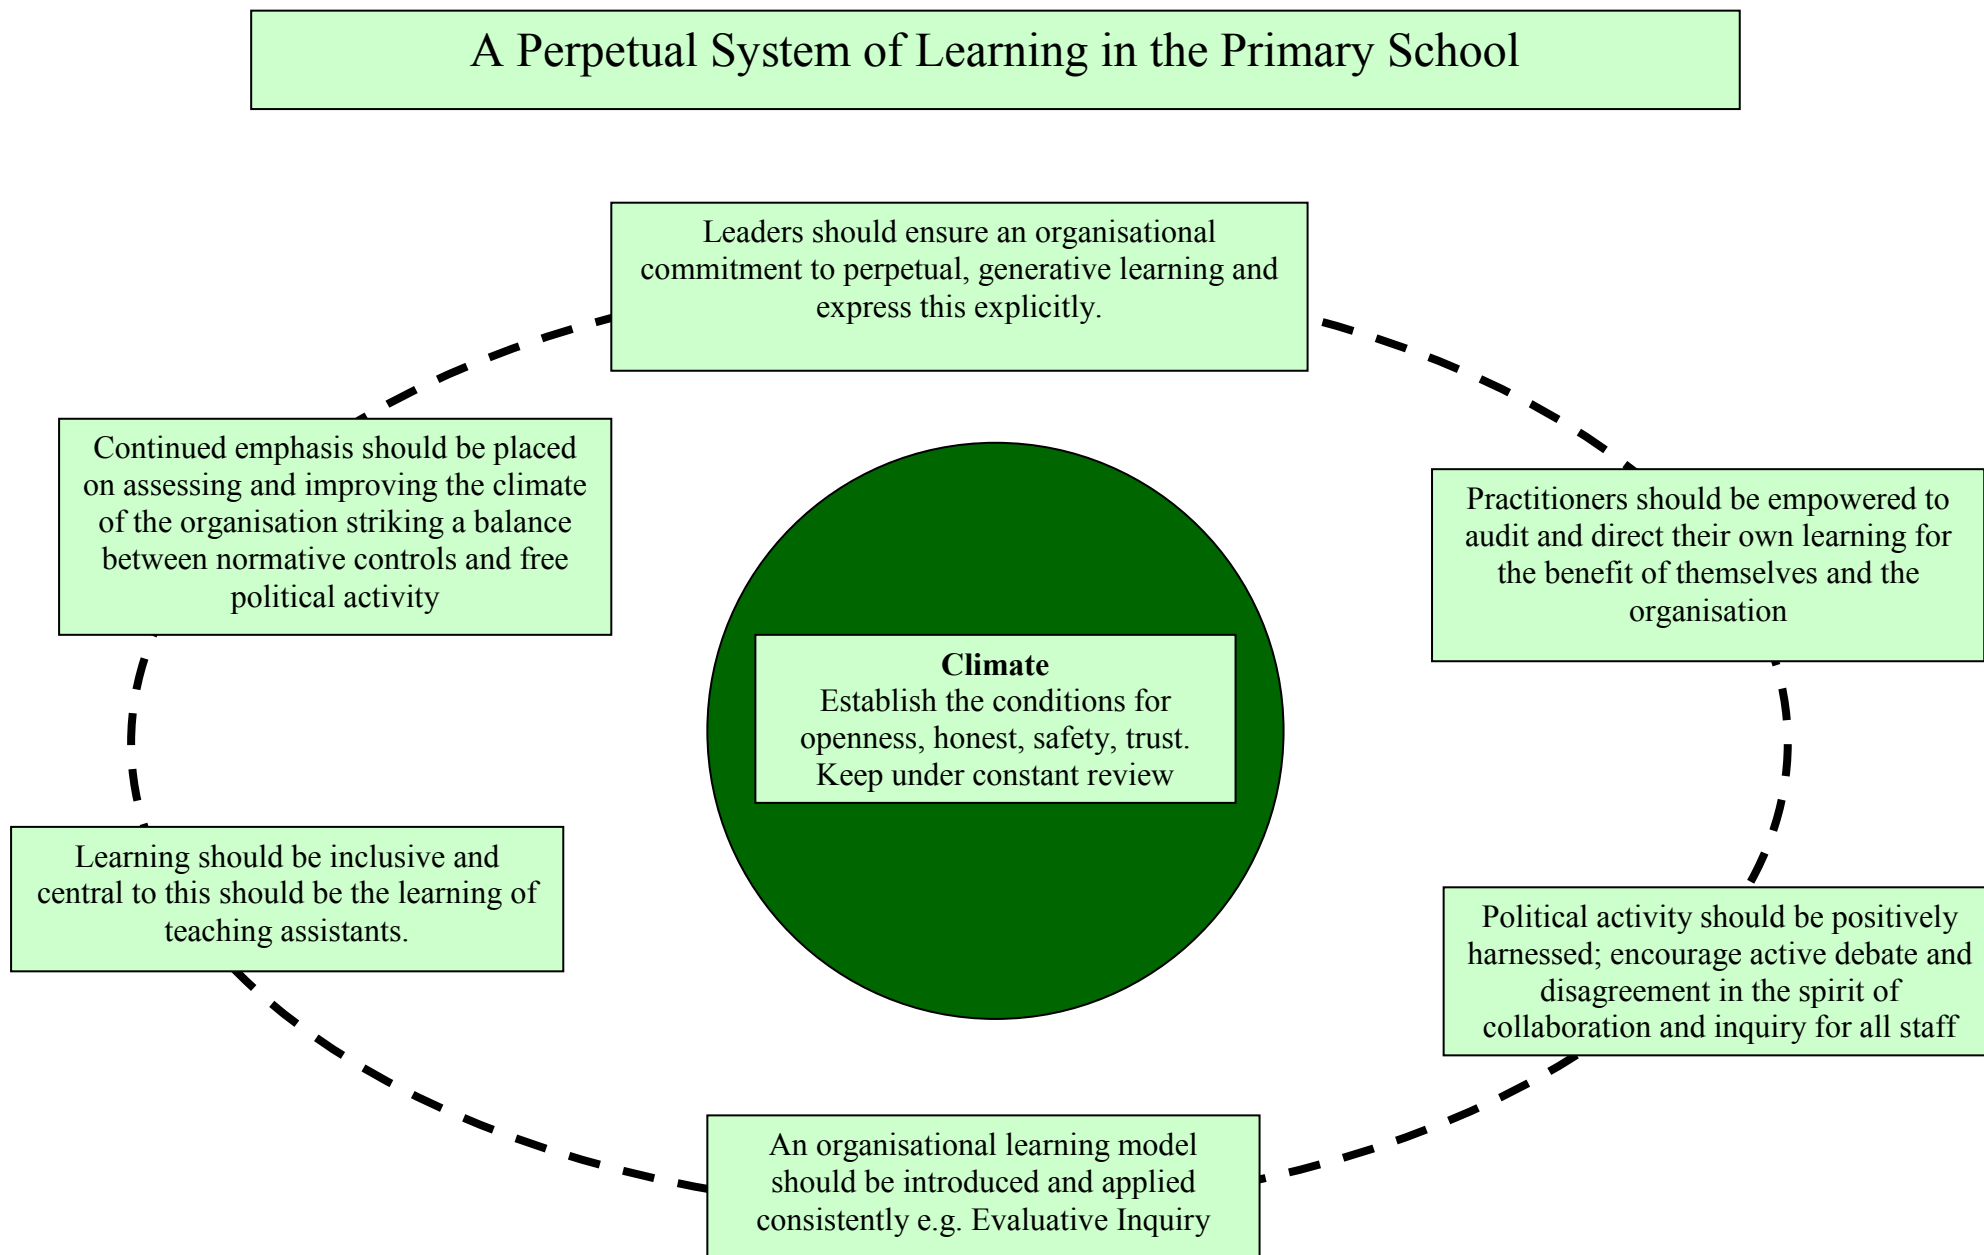 A Perpetual System of Learning in the Primary School
Leaders should ensure an organisational
commitment to perpetual, generative learning and
express this explicitly.
Continued emphasis should be placed
on assessing and improving the climate
of the organisation striking a balance
between normative controls and free
political activity
Practitioners should be empowered to
audit and direct their own learning for
the benefit of themselves and the
organisation
Climate
Establish the conditions for
openness, honest, safety, trust.
Keep under constant review
Learning should be inclusive and
central to this should be the learning of
teaching assistants.
Political activity should be positively
harnessed; encourage active debate and
disagreement in the spirit of
collaboration and inquiry for all staff
An organisational learning model
should be introduced and applied
consistently e.g. Evaluative Inquiry